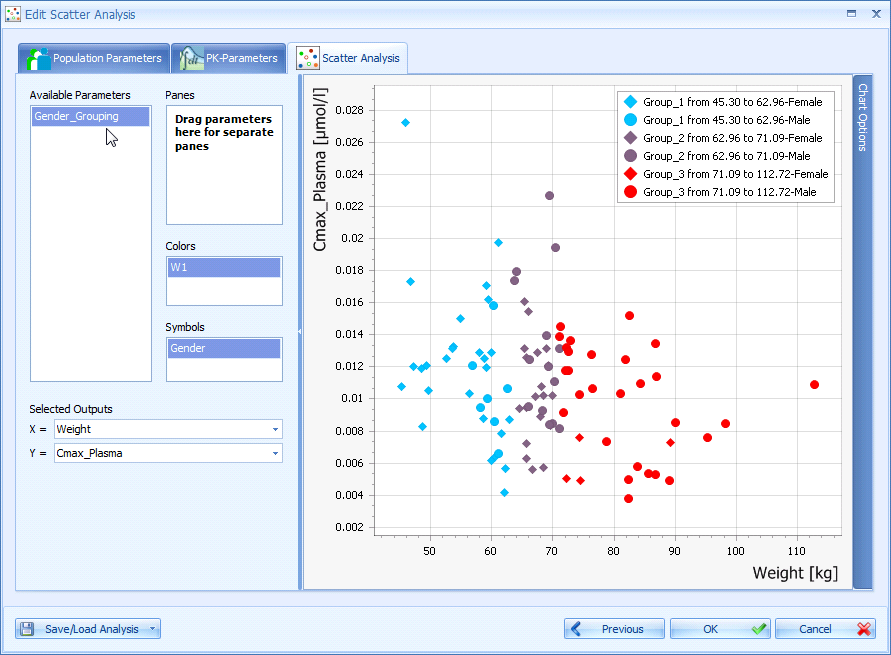 Edit Scatter Analysis
Population Parameters
PK-Parameters
Scatter Analysis
Available Parameters
Gender_Grouping
Panes
Drag parameters
here for separate
panes
Colors
W1
Symbols
Gender
Selected Outputs
X = Weight
Y = Cmax_Plasma
Cmax_Plasma [µmol/l]
0.028
0.026
0.024
0.022
0.02
0.018
0.016
0.014
0.012
0.01
0.008
0.006
0.004
0.002
50 60 70 80 90 100 110
Weight [kg]
Group_1 from 45.30 to 62.96-Female
Group_1 from 45.30 to 62.96-Male
Group_2 from 62.96 to 71.09-Female
Group_2 from 62.96 to 71.09-Male
Group_3 from 71.09 to 112.72-Female
Group_3 from 71.09 to 112.72-Male
Chart Options
Save/Load Analysis
Previous
OK
Cancel